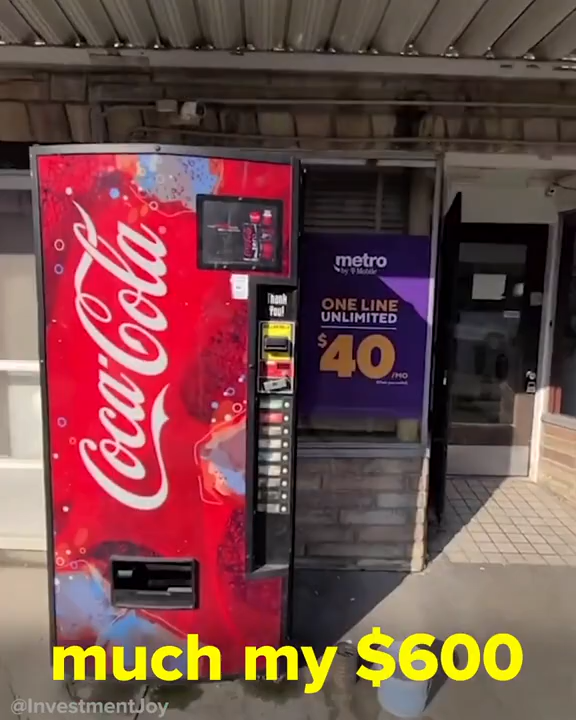 Coca-Cola
Thank
You!
metro
by T Mobile
ONE LINE
UNLIMITED
$40
/MO
much my $600
@InvestmentJoy